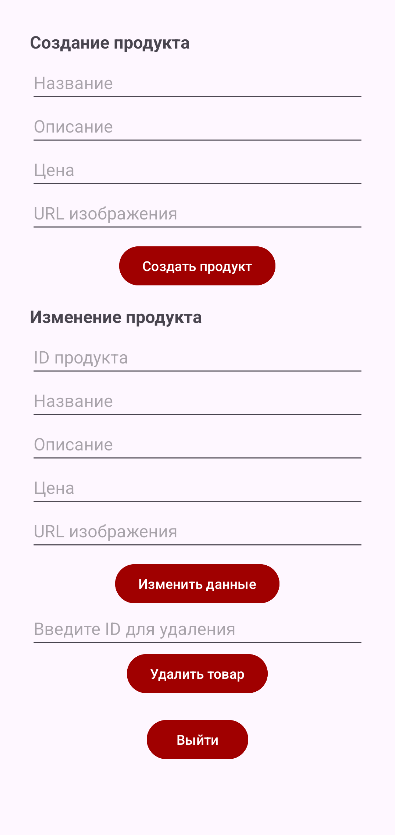 Создание продукта
Название
Описание
Цена
URL изображения
Создать продукт
Изменение продукта
ID продукта
Название
Описание
Цена
URL изображения
Изменить данные
Введите ID для удаления
Удалить товар
Выйти